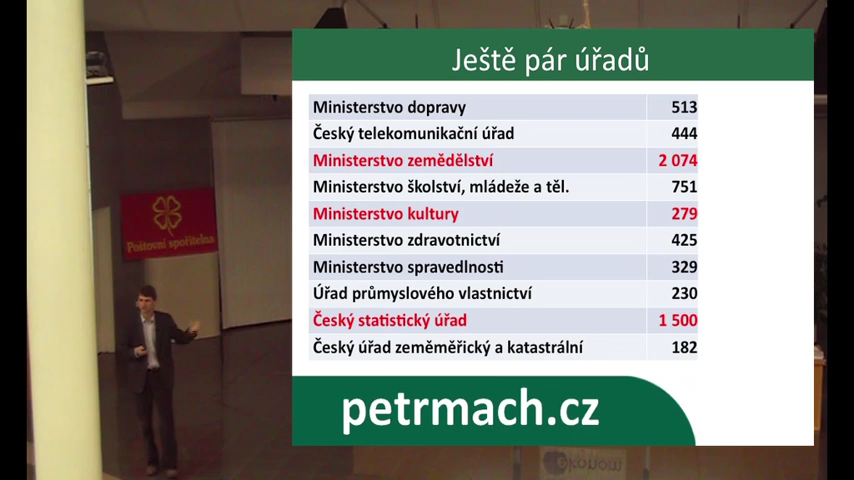 Ještě pár úřadů
Ministerstvo dopravy 513
Český telekomunikační úřad 444
Ministerstvo zemědělství 2 074
Ministerstvo školství, mládeže a těl. 751
Ministerstvo kultury 279
Ministerstvo zdravotnictví 425
Ministerstvo spravedlnosti 329
Úřad průmyslového vlastnictví 230
Český statistický úřad 1 500
Český úřad zeměměřický a katastrální 182
petrmach.cz
Poštovní spořitelna